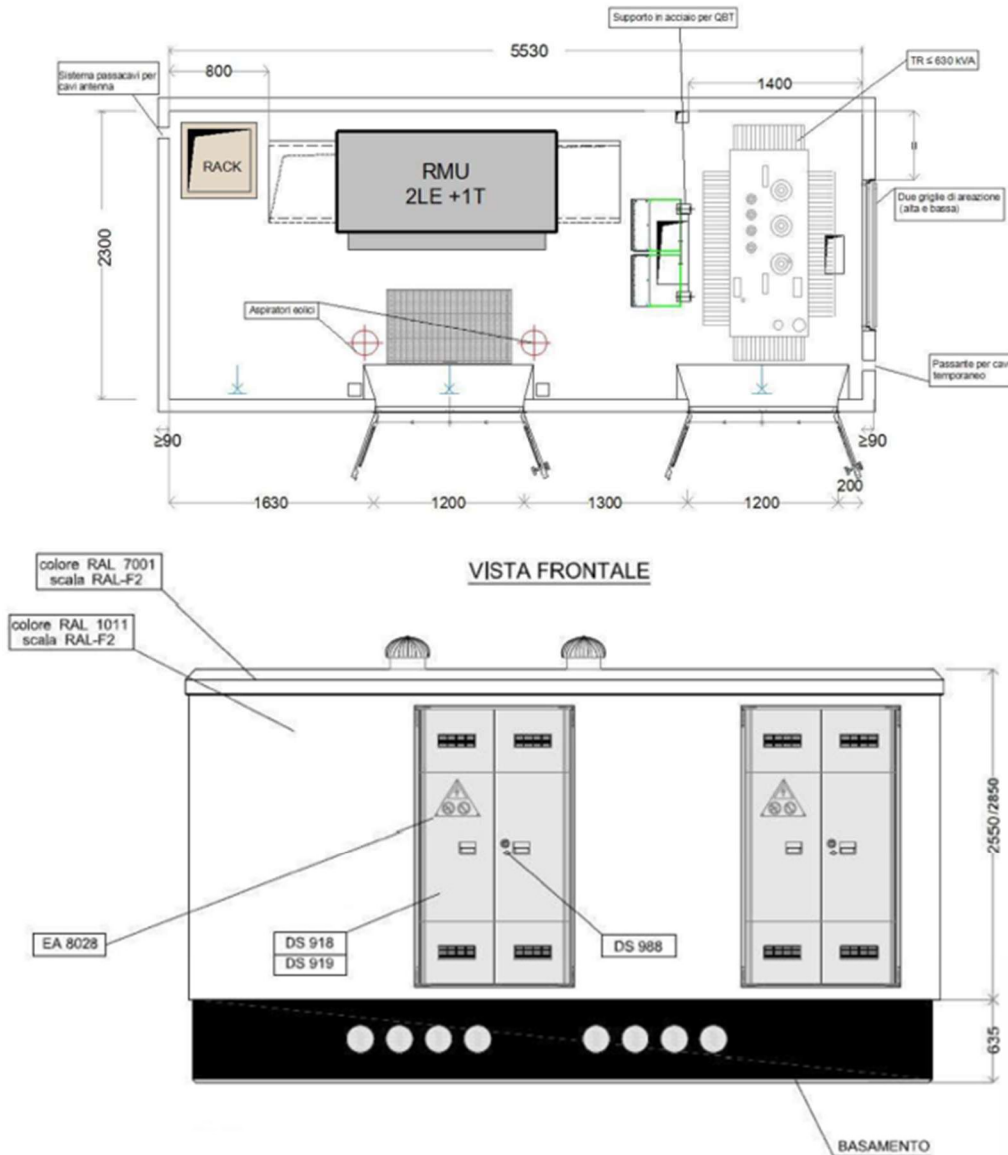 Supporto in acciaio per QBT
5530
800
1400
TR ≤ 630 kVA
Sistema passacavi per
cavi antenna
RACK
RMU
2LE +1T
=
Due griglie di areazione
(alta e bassa)
2300
Aspiratori eolici
Passante per cavi
temporaneo
≥90
≥90
200
1630
1200
1300
1200
colore RAL 7001
scala RAL-F2
VISTA FRONTALE
colore RAL 1011
scala RAL-F2
2550/2850
EA 8028
DS 918
DS 919
DS 988
635
BASAMENTO